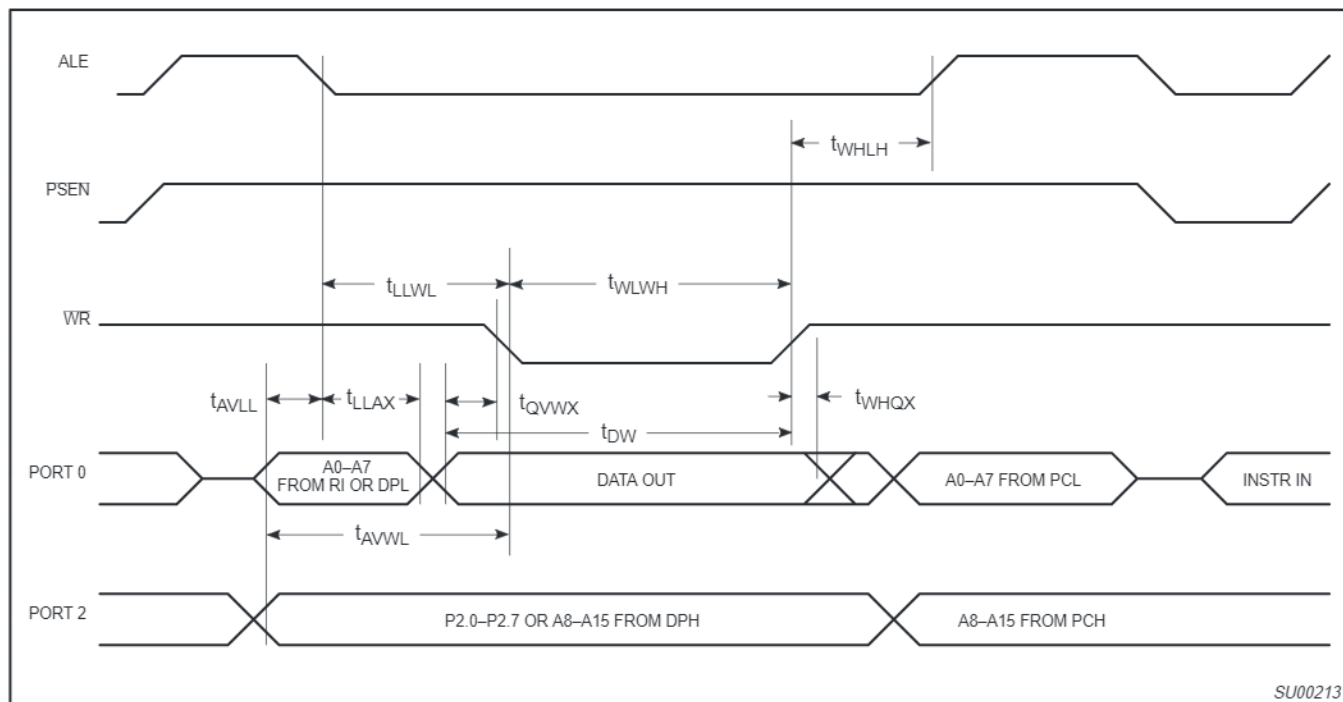 ALE
tWHLH
PSEN
tLLWL
tWLWH
WR
tAVLL
tLLAX
tQVWX
tWHQX
tDW
PORT 0
A0–A7
FROM RI OR DPL
DATA OUT
A0–A7 FROM PCL
INSTR IN
tAVWL
PORT 2
P2.0–P2.7 OR A8–A15 FROM DPH
A8–A15 FROM PCH
SU00213